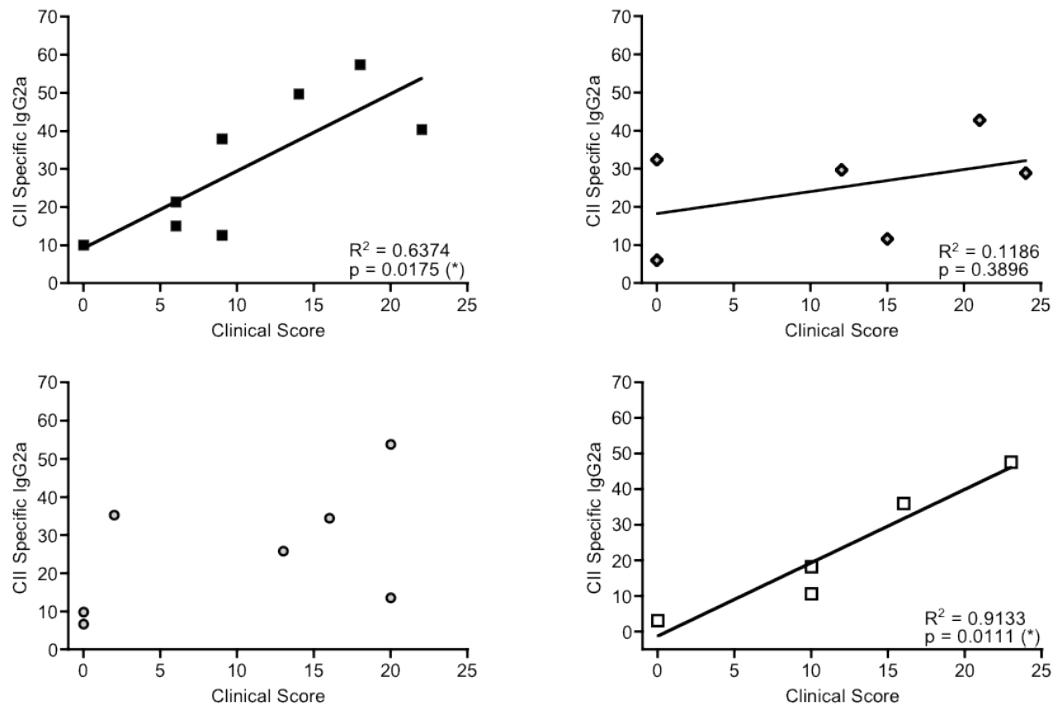 70
60
50
40
30
20
10
0
CII Specific IgG2a
R² = 0.6374
p = 0.0175 (*)
0 5 10 15 20 25
Clinical Score
70
60
50
40
30
20
10
0
CII Specific IgG2a
R² = 0.1186
p = 0.3896
0 5 10 15 20 25
Clinical Score
70
60
50
40
30
20
10
0
CII Specific IgG2a
0 5 10 15 20 25
Clinical Score
70
60
50
40
30
20
10
0
CII Specific IgG2a
R² = 0.9133
p = 0.0111 (*)
0 5 10 15 20 25
Clinical Score